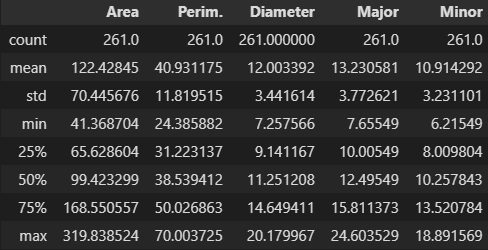 Area Perim. Diameter Major Minor
count 261.0 261.0 261.000000 261.0 261.0
mean 122.42845 40.931175 12.003392 13.230581 10.914292
std 70.445676 11.819515 3.441614 3.772621 3.231101
min 41.368704 24.385882 7.257566 7.65549 6.21549
25% 65.628604 31.223137 9.141167 10.00549 8.009804
50% 99.423299 38.539412 11.251208 12.49549 10.257843
75% 168.550557 50.026863 14.649411 15.811373 13.520784
max 319.838524 70.003725 20.179967 24.603529 18.891569